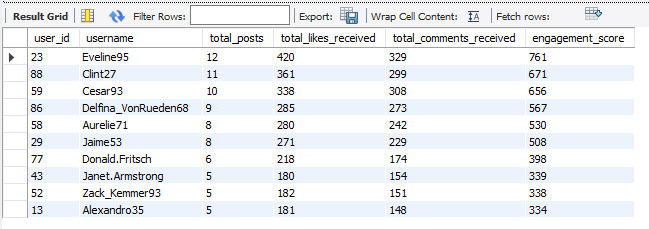 Result Grid Filter Rows: Export: Wrap Cell Content: IA Fetch rows:
user_id username total_posts total_likes_received total_comments_received engagement_score
23 Eveline95 12 420 329 761
88 Clint27 11 361 299 671
59 Cesar93 10 338 308 656
86 Delfina_VonRueden68 9 285 273 567
58 Aurelie71 8 280 242 530
29 Jaime53 8 271 229 508
77 Donald.Fritsch 6 218 174 398
43 Janet.Armstrong 5 180 154 339
52 Zack_Kemmer93 5 182 151 338
13 Alexandro35 5 181 148 334